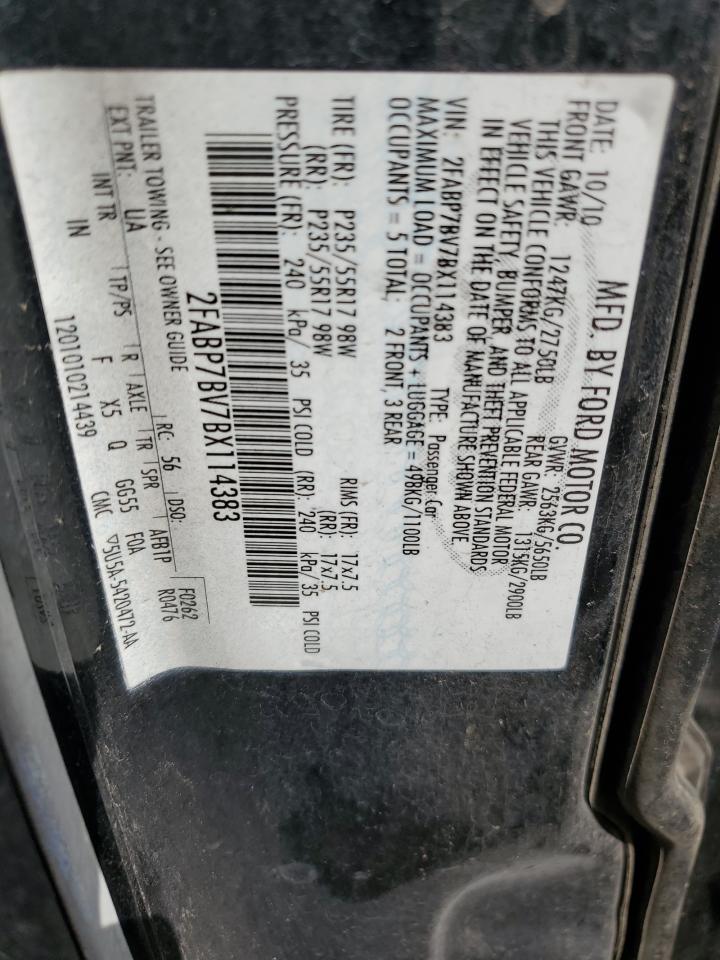 MFD. BY FORD MOTOR CO.
DATE: 10/10 GVWR: 2563KG/5650LB
FRONT GAWR: 1247KG/2750LB REAR GAWR: 1315KG/2900LB
THIS VEHICLE CONFORMS TO ALL APPLICABLE FEDERAL MOTOR
VEHICLE SAFETY, BUMPER, AND THEFT PREVENTION STANDARDS
IN EFFECT ON THE DATE OF MANUFACTURE SHOWN ABOVE.
VIN: 2FABP7BV7BX114383 TYPE: Passenger Car
MAXIMUM LOAD = OCCUPANTS + LUGGAGE = 498KG/1100LB
OCCUPANTS = 5 TOTAL; 2 FRONT, 3 REAR
TIRE (FR): P235/55R17 98W RIMS (FR): 17x7.5
(RR): P235/55R17 98W (RR): 17x7.5
PRESSURE (FR): 240 kPa/ 35 PSI COLD (RR): 240 kPa/35 PSI COLD
2FABP7BV7BX114383
TRAILER TOWING - SEE OWNER GUIDE
F0262
R0476
EXT PNT: UA RC: 56 DSO: AFB1P
INT TR TP/PS R AXLE TR SPR
IN F X5 Q GG55 FOA
1201010214439 CMC ▽5U5A-5420472-AA